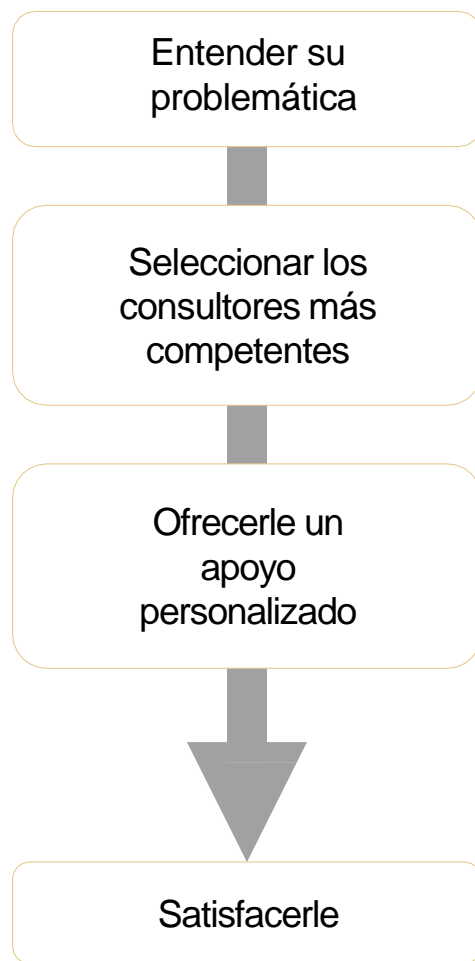 Entender su
problemática
Seleccionar los
consultores más
competentes
Ofrecerle un
apoyo
personalizado
Satisfacerle